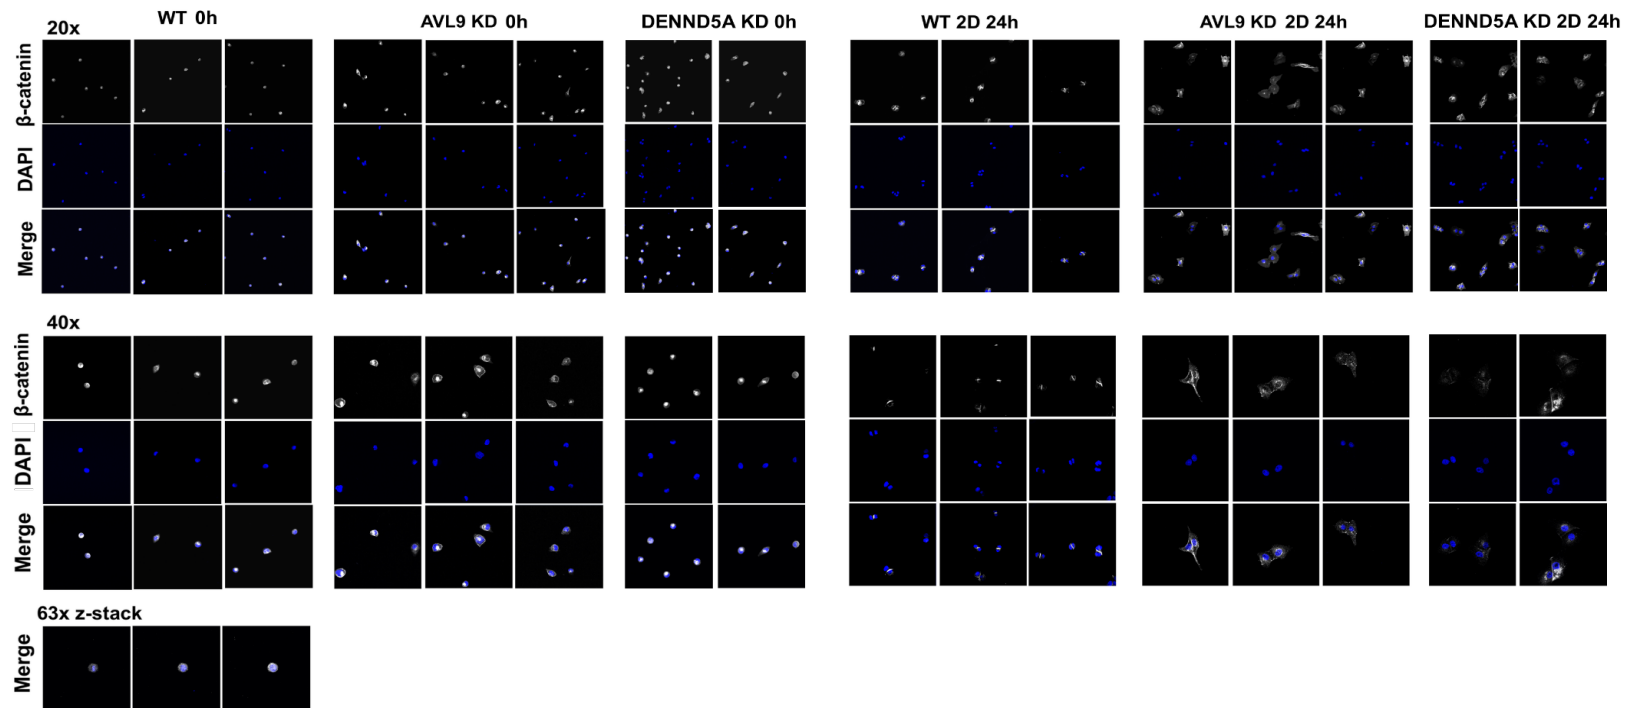 WT 0h
AVL9 KD 0h
DENND5A KD 0h
WT 2D 24h
AVL9 KD 2D 24h
DENND5A KD 2D 24h
20x
β-catenin
DAPI
Merge
40x
β-catenin
DAPI
Merge
63x z-stack
Merge